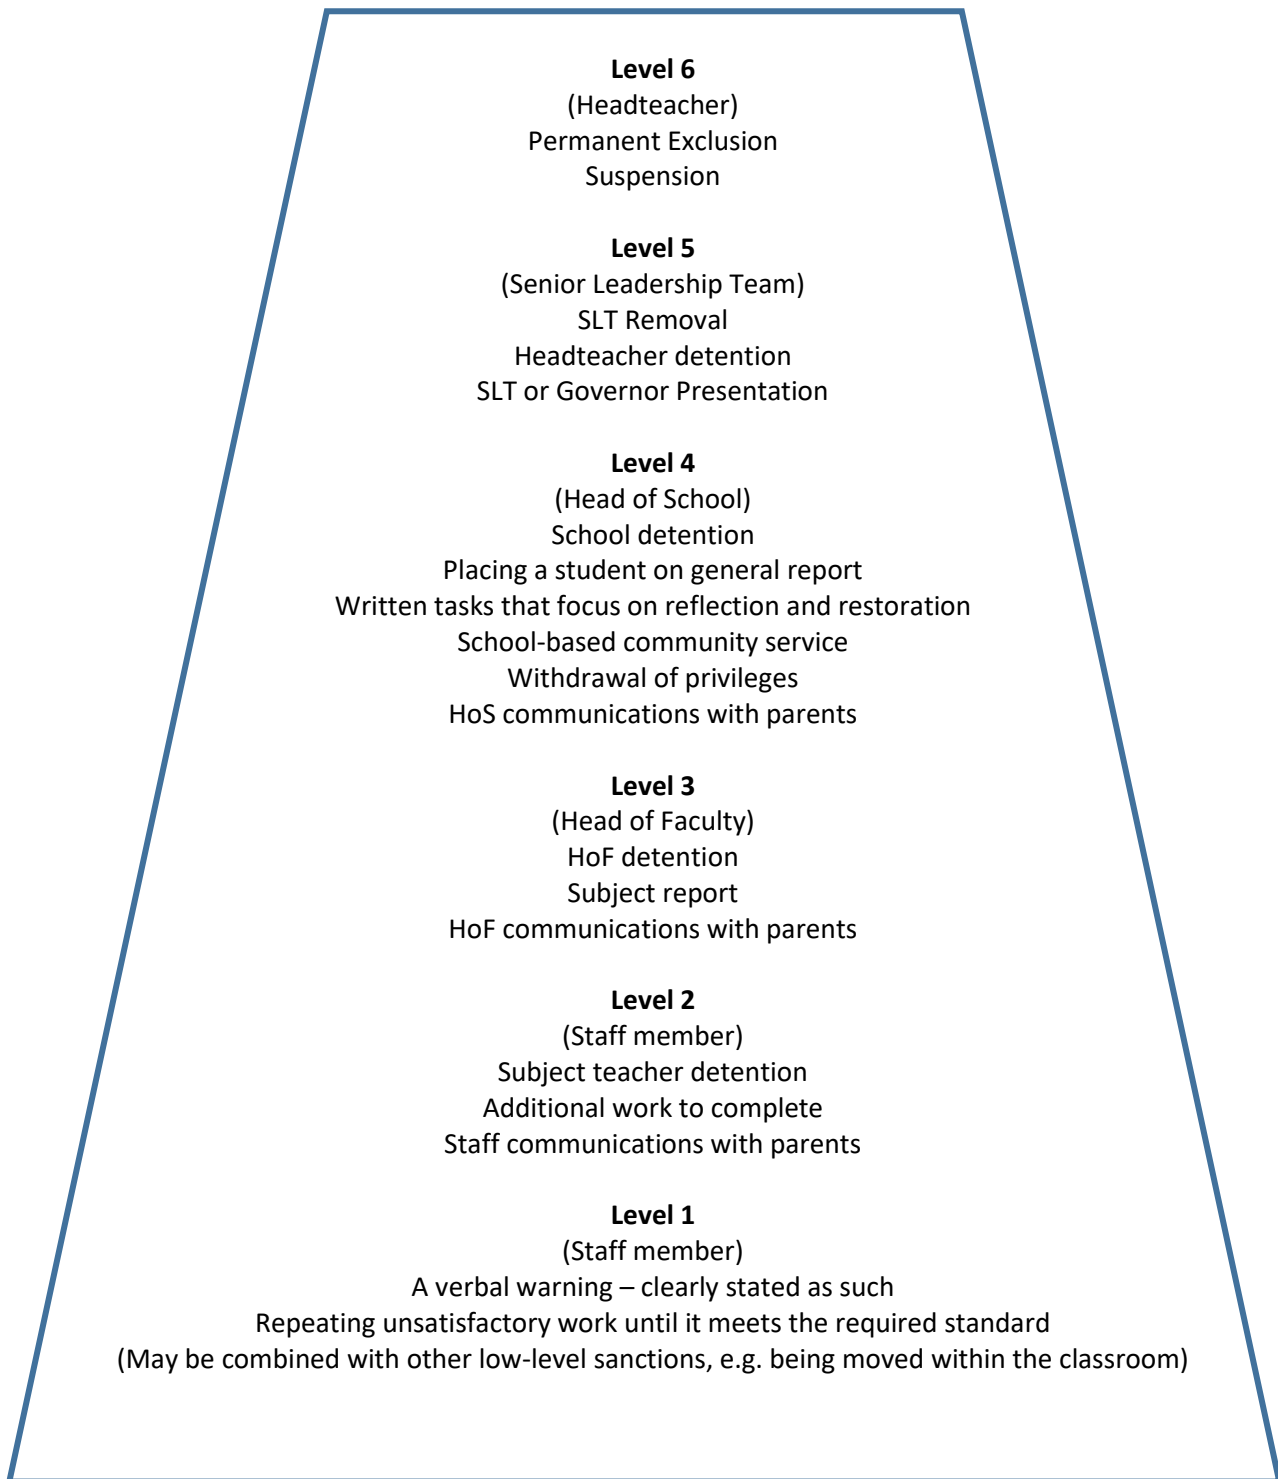 Level 6
(Headteacher)
Permanent Exclusion
Suspension
Level 5
(Senior Leadership Team)
SLT Removal
Headteacher detention
SLT or Governor Presentation
Level 4
(Head of School)
School detention
Placing a student on general report
Written tasks that focus on reflection and restoration
School-based community service
Withdrawal of privileges
HoS communications with parents
Level 3
(Head of Faculty)
HoF detention
Subject report
HoF communications with parents
Level 2
(Staff member)
Subject teacher detention
Additional work to complete
Staff communications with parents
Level 1
(Staff member)
A verbal warning – clearly stated as such
Repeating unsatisfactory work until it meets the required standard
(May be combined with other low-level sanctions, e.g. being moved within the classroom)